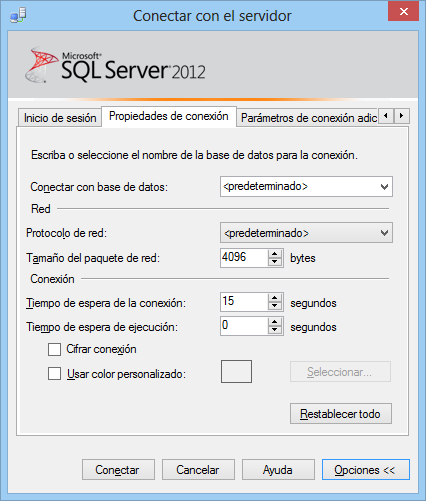 Conectar con el servidor
Microsoft
SQL Server 2012
Inicio de sesión Propiedades de conexión Parámetros de conexión adic
Escriba o seleccione el nombre de la base de datos para la conexión.
Conectar con base de datos: <predeterminado>
Red
Protocolo de red: <predeterminado>
Tamaño del paquete de red: 4096 bytes
Conexión
Tiempo de espera de la conexión: 15 segundos
Tiempo de espera de ejecución: 0 segundos
Cifrar conexión
Usar color personalizado: Seleccionar...
Restablecer todo
Conectar Cancelar Ayuda Opciones <<